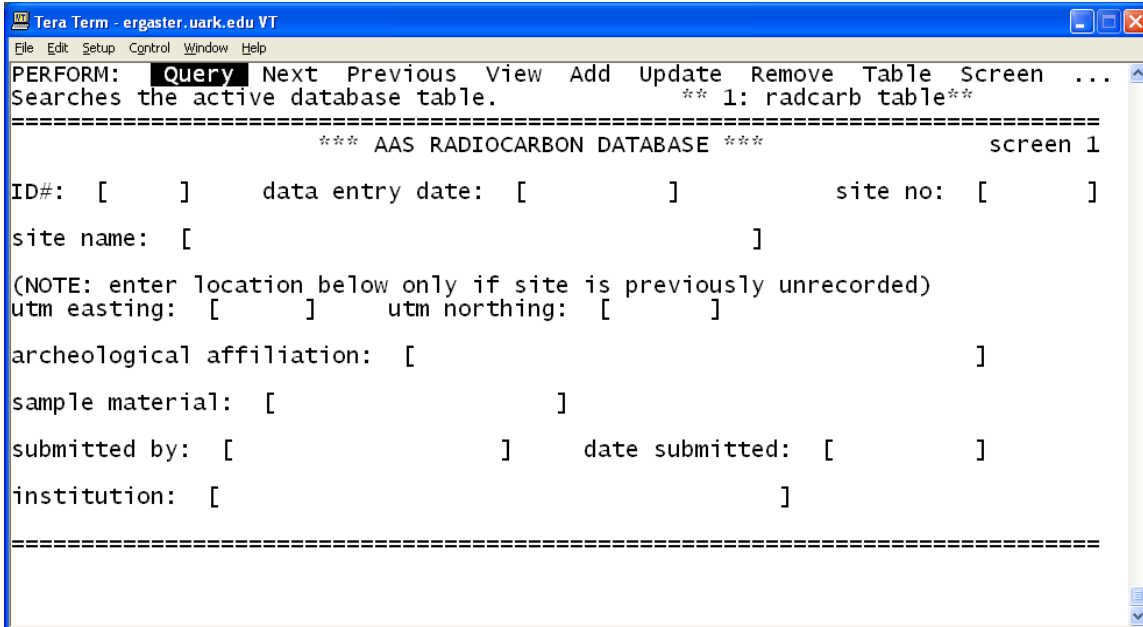 Tera Term - ergaster.uark.edu VT
File Edit Setup Control Window Help
PERFORM: Query Next Previous View Add Update Remove Table Screen ...
Searches the active database table. ** 1: radcarb table**
===========================================================================
*** AAS RADIOCARBON DATABASE *** screen 1
ID#: [ ] data entry date: [ ] site no: [ ]
site name: [ ]
(NOTE: enter location below only if site is previously unrecorded)
utm easting: [ ] utm northing: [ ]
archeological affiliation: [ ]
sample material: [ ]
submitted by: [ ] date submitted: [ ]
institution: [ ]
===========================================================================